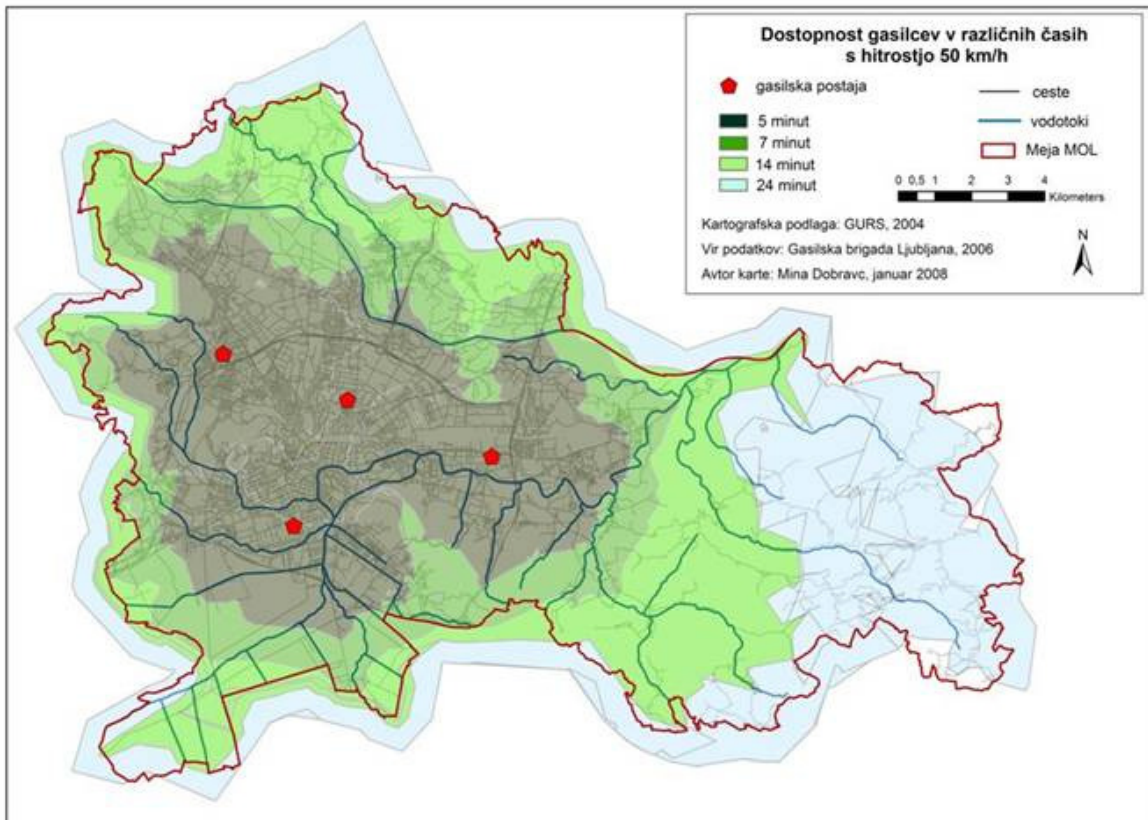 Dostopnost gasilcev v različnih časih
s hitrostjo 50 km/h
gasilska postaja
5 minut
7 minut
14 minut
24 minut
ceste
vodotoki
Meja MOL
0 0,5 1 2 3 4
Kilometers
Kartografska podlaga: GURS, 2004
Vir podatkov: Gasilska brigada Ljubljana, 2006
Avtor karte: Mina Dobravc, januar 2008
N